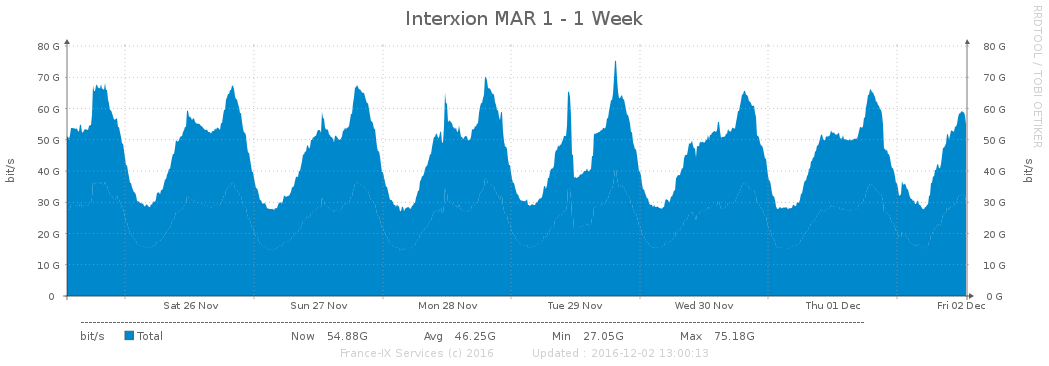 Interxion MAR 1 - 1 Week
RRDTOOL / TOBI OETIKER
bit/s
80 G
70 G
60 G
50 G
40 G
30 G
20 G
10 G
0
80 G
70 G
60 G
50 G
40 G
30 G
20 G
10 G
0 G
bit/s
Sat 26 Nov Sun 27 Nov Mon 28 Nov Tue 29 Nov Wed 30 Nov Thu 01 Dec Fri 02 Dec
bit/s Total Now 54.88G Avg 46.25G Min 27.05G Max 75.18G
France-IX Services (c) 2016 Updated : 2016-12-02 13:00:13